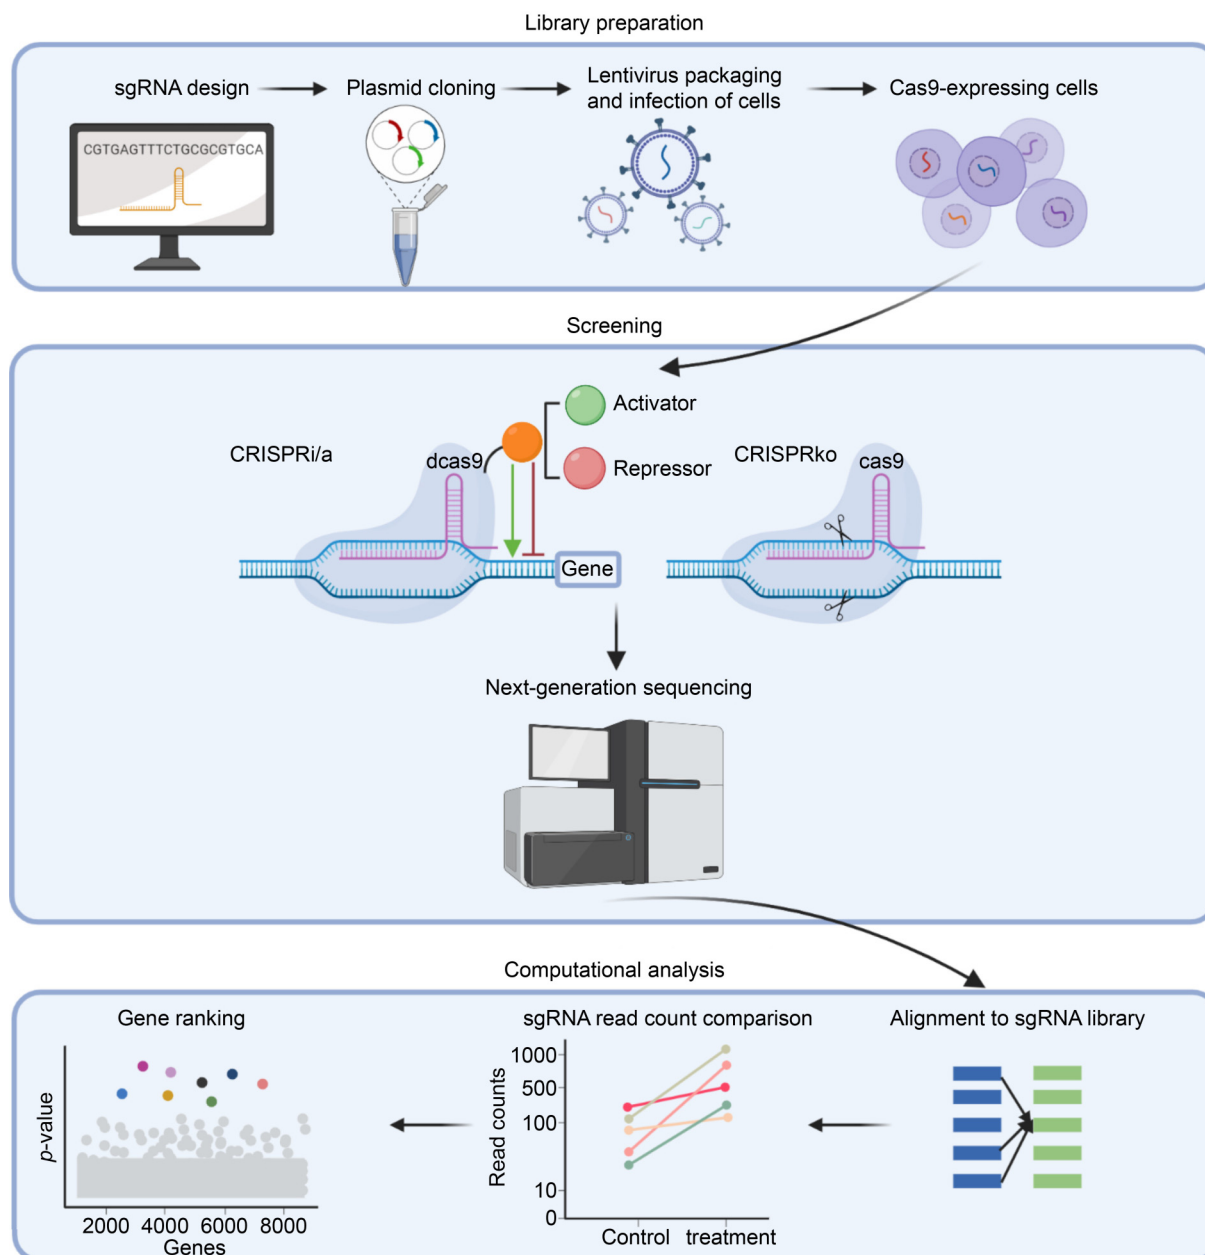 Library preparation
sgRNA design
Plasmid cloning
Lentivirus packaging
and infection of cells
Cas9-expressing cells
CGTGAGTTTCTGCGCGTGCA
Screening
Activator
CRISPRi/a
dcas9
Repressor
CRISPRko
cas9
Gene
Next-generation sequencing
Computational analysis
Gene ranking
p-value
2000 4000 6000 8000
Genes
sgRNA read count comparison
Read counts
1000
500
100
10
0
Control treatment
Alignment to sgRNA library